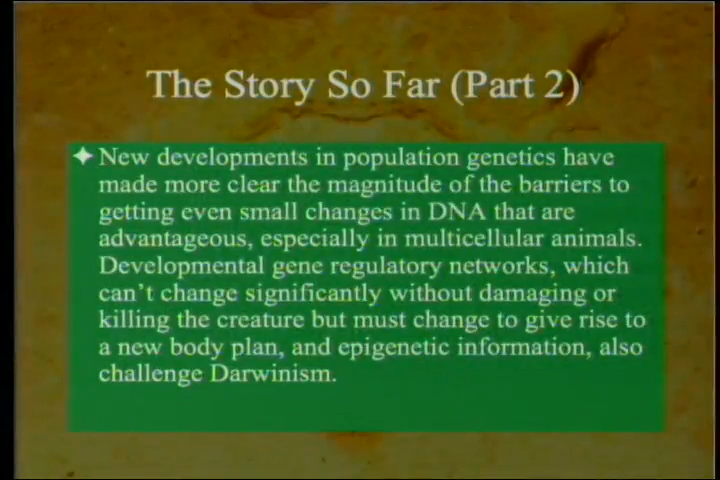 The Story So Far (Part 2)
New developments in population genetics have
made more clear the magnitude of the barriers to
getting even small changes in DNA that are
advantageous, especially in multicellular animals.
Developmental gene regulatory networks, which
can't change significantly without damaging or
killing the creature but must change to give rise to
a new body plan, and epigenetic information, also
challenge Darwinism.